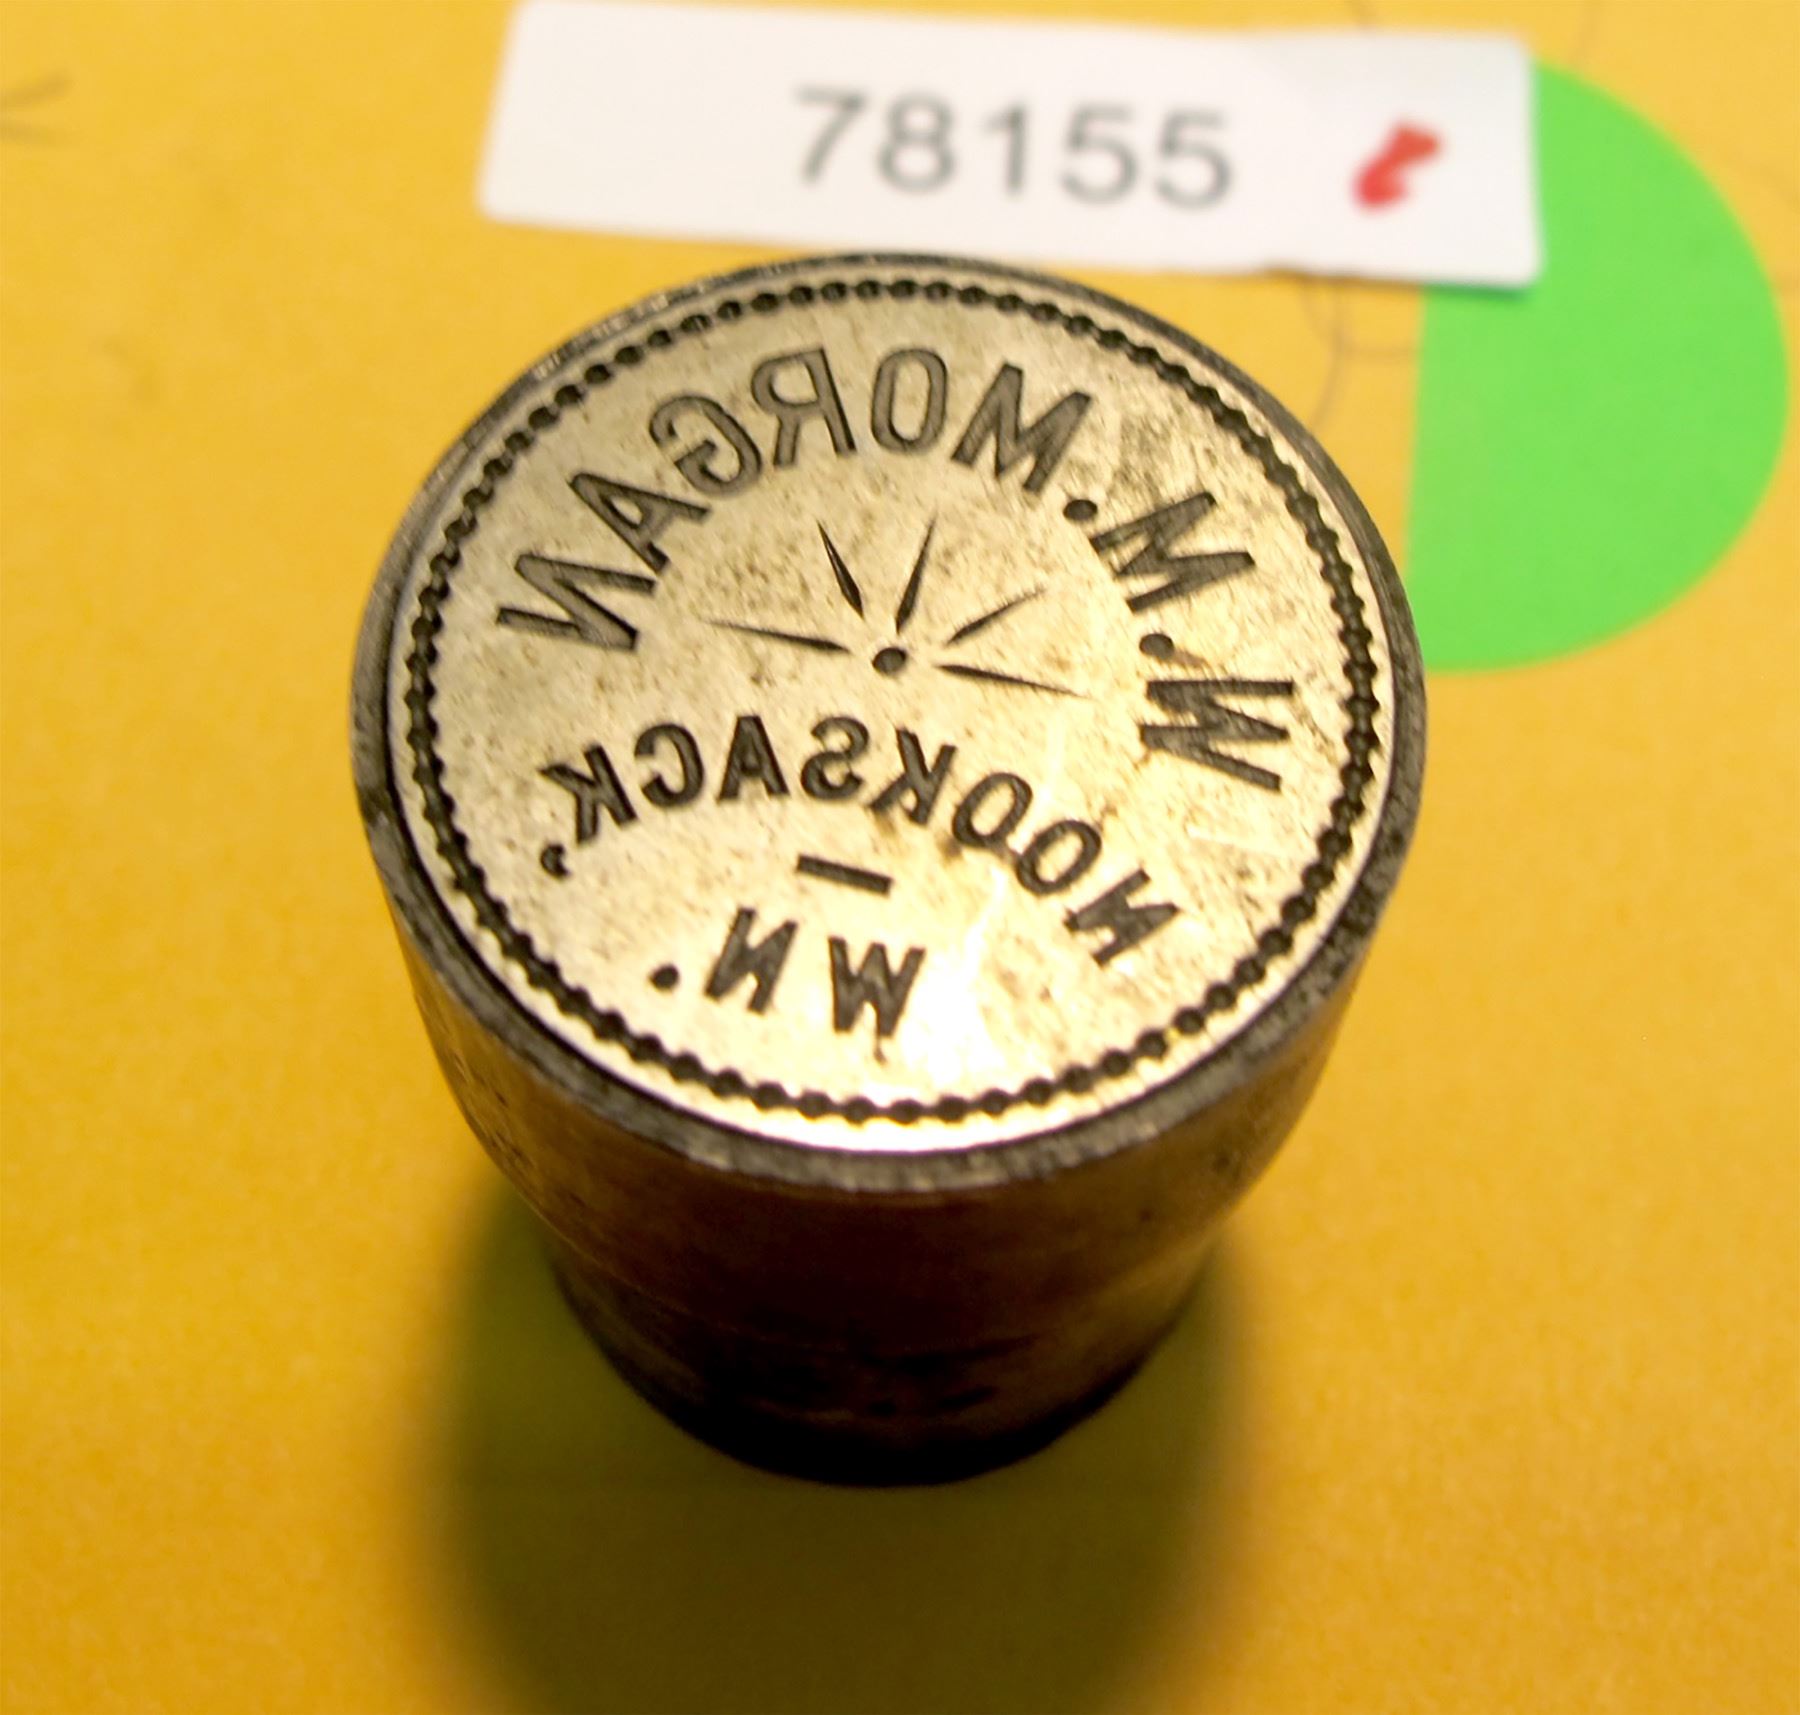 78155
W.M.MORGAN
NOOKSACK,
WN.